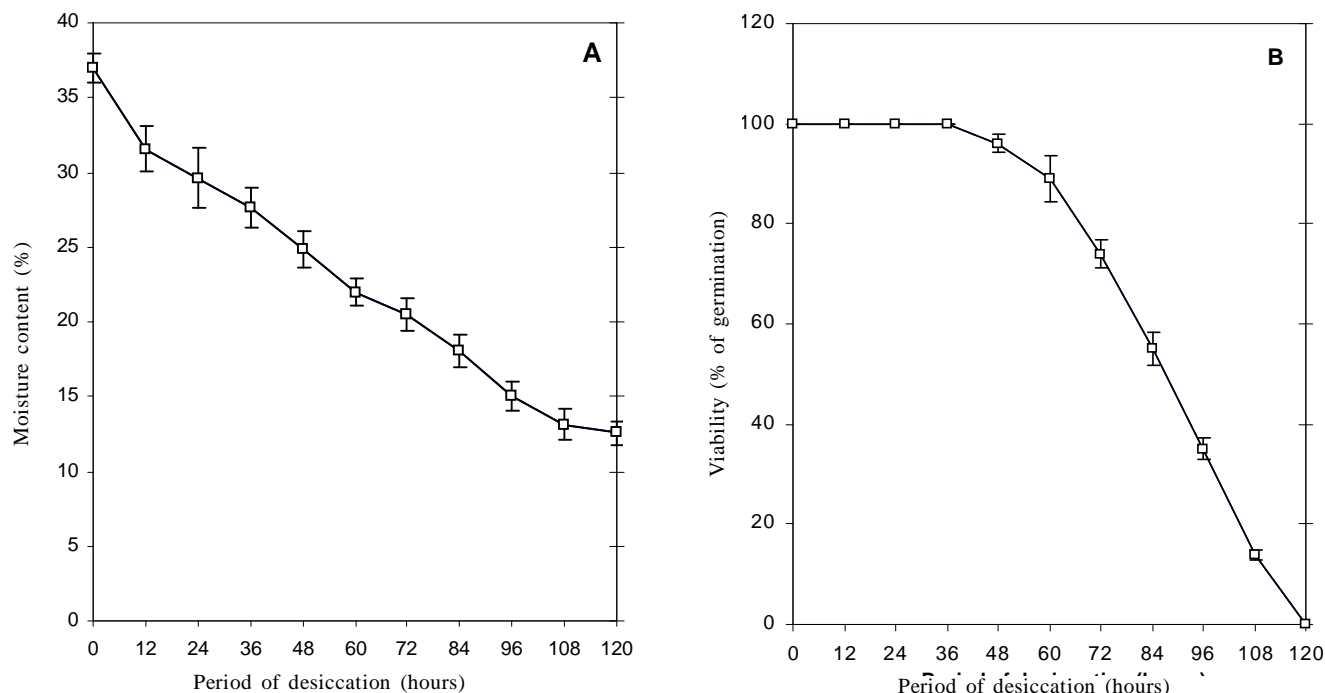 40
35
30
25
20
15
10
5
0
A
Moisture content (%)
0 12 24 36 48 60 72 84 96 108 120
Period of desiccation (hours)
120
100
80
60
40
20
0
B
Viability (% of germination)
0 12 24 36 48 60 72 84 96 108 120
Period of desiccation (hours)